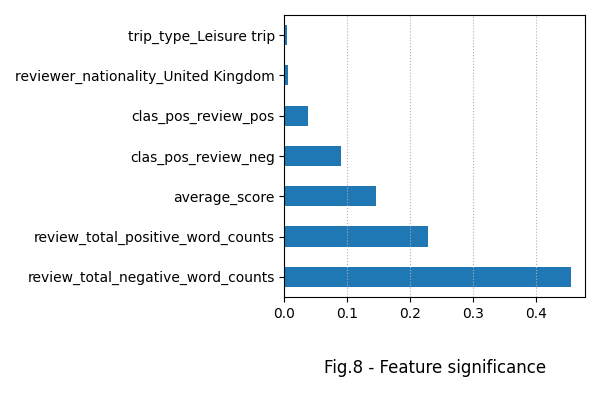 trip_type_Leisure trip
reviewer_nationality_United Kingdom
clas_pos_review_pos
clas_pos_review_neg
average_score
review_total_positive_word_counts
review_total_negative_word_counts
0.0 0.1 0.2 0.3 0.4
Fig.8 - Feature significance